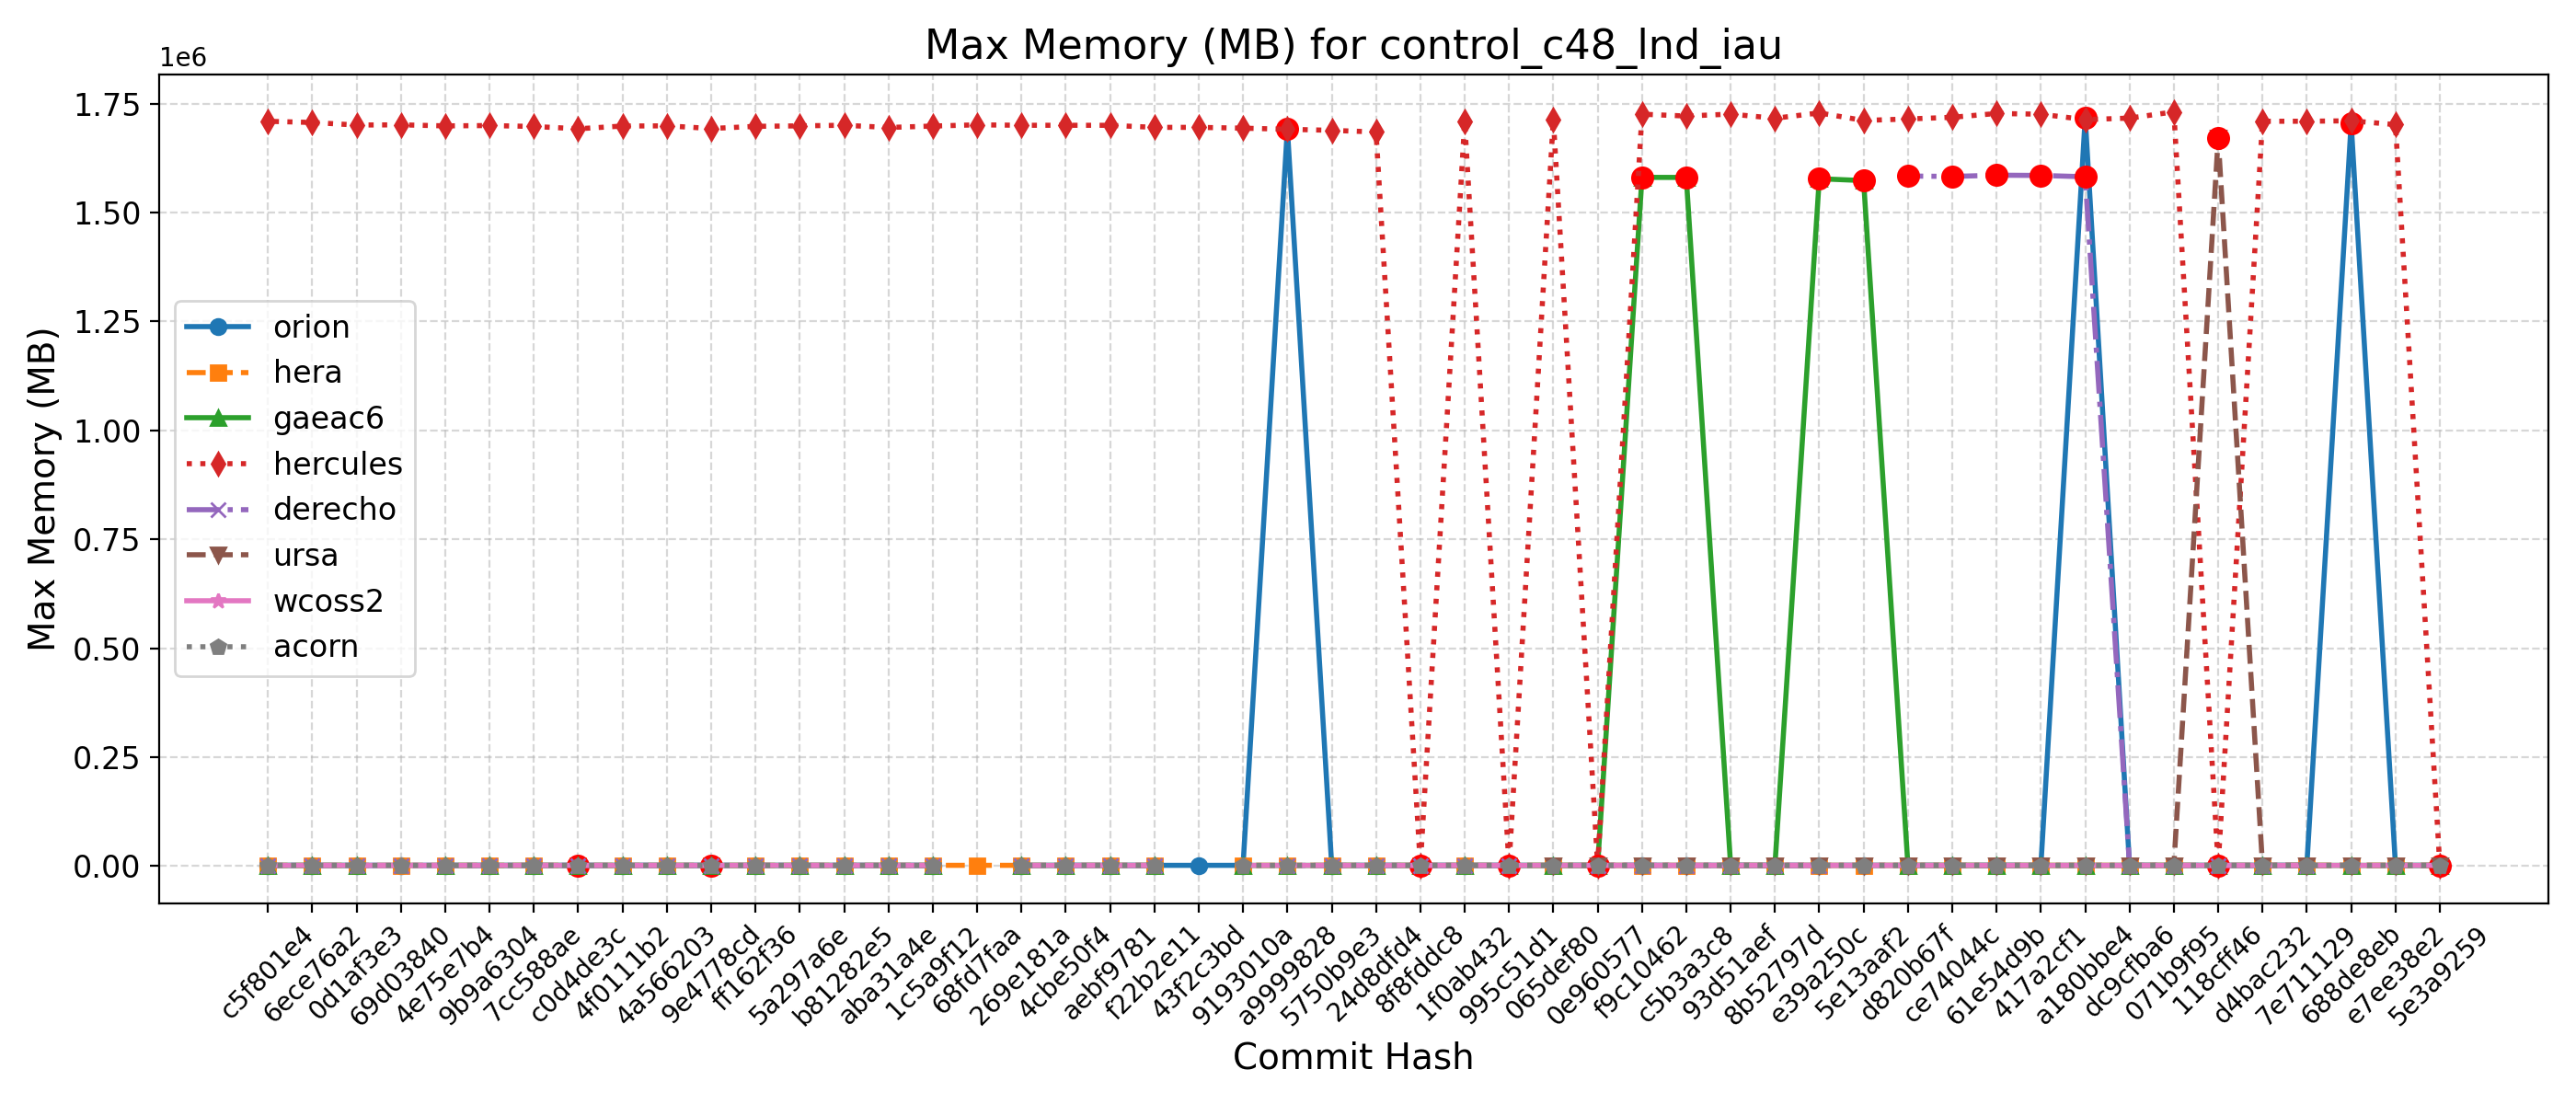 Max Memory (MB) for control_c48_lnd_iau
1e6
1.75
1.50
1.25
1.00
0.75
0.50
0.25
0.00
Max Memory (MB)
orion
hera
gaeac6
hercules
derecho
ursa
wcoss2
acorn
c5f801e4
6ece76a2
0d1af3e3
69d03840
4e75e7b4
9b9a6304
7cc588ae
c0d4de3c
4f0111b2
4a566203
9e4778cd
ff162f36
5a297a6e
b81282e5
aba31a4e
1c5a9f12
68fd7faa
269e181a
4cbe50f4
aebf9781
f22b2e11
43f2c3bd
9193010a
a9999828
5750b9e3
24d8dfd4
8f8fddc8
1f0ab432
995c51d1
065def80
0e960577
f9c10462
c5b3a3c8
93d51aef
8b52797d
e39a250c
5e13aaf2
d820b67f
ce74044c
61e54d9b
417a2cf1
a180bbe4
dc9cfba6
071b9f95
118cff46
d4bac232
7e711129
688de8eb
e7ee38e2
5e3a9259
Commit Hash